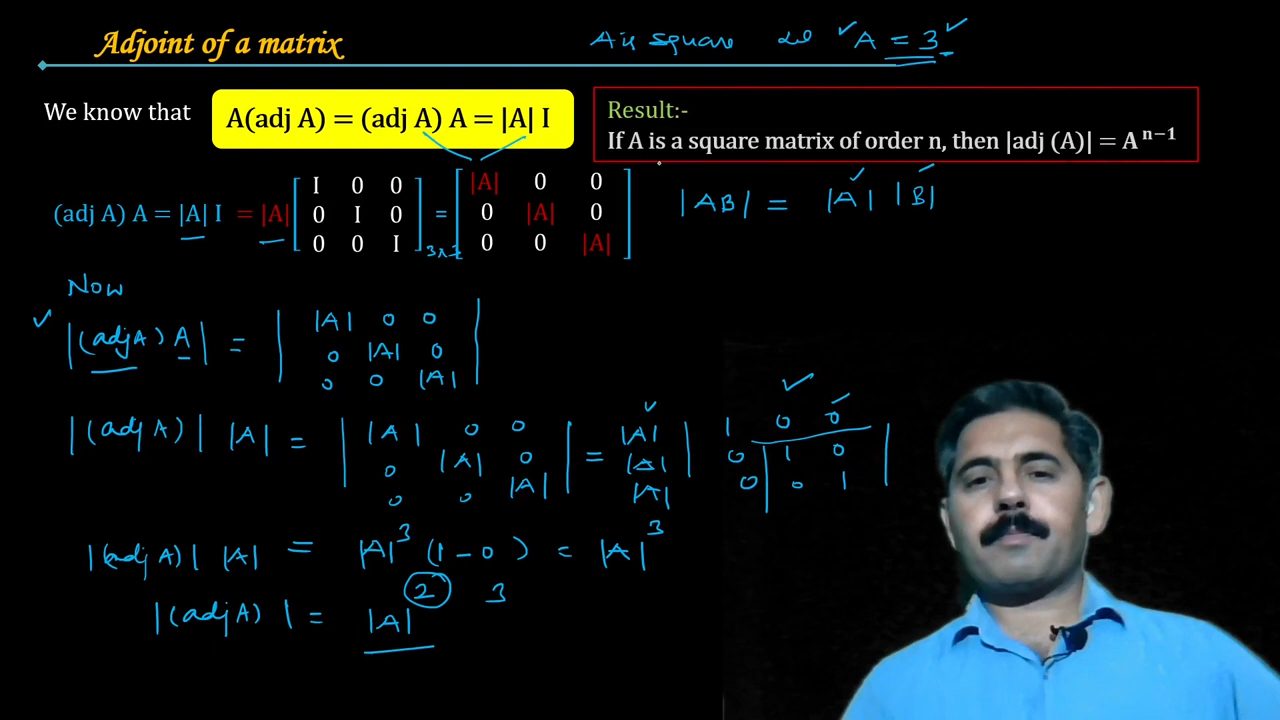 Adjoint of a matrix
A is square A = 3
We know that A(adj A) = (adj A) A = |A| I
Result:-
If A is a square matrix of order n, then |adj (A)| = A^n−1
(adj A) A = |A| I = |A| [ I 0 0 ] = [ |A| 0 0 ]
0 I 0 0 |A| 0
0 0 I 3x3 0 0 |A|
|AB| = |A| |B|
Now
|(adj A) A| = | |A| 0 0 |
0 |A| 0
0 0 |A|
|(adj A)| |A| = | |A| 0 0 | = |A| | 1 0 0 |
0 |A| 0 |A| 0 1 0
0 0 |A| |A| 0 0 1
|(adj A)| |A| = |A|^3 (1 – 0) = |A|^3
|(adj A)| = |A|^2 3